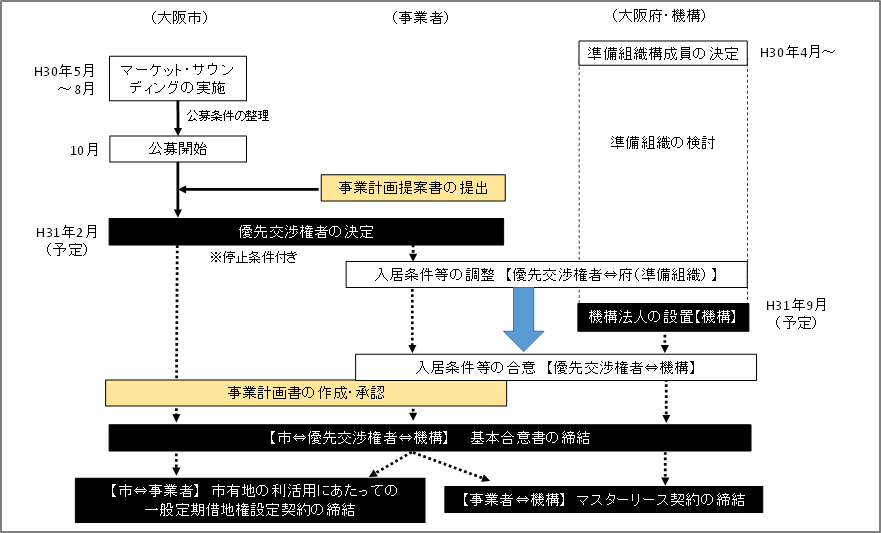 （大阪市）
（事業者）
（大阪府・機構）
準備組織構成員の決定
H30年4月～
H30年5月
～8月
マーケット・サウン
ディングの実施
公募条件の整理
10月
公募開始
準備組織の検討
事業計画提案書の提出
H31年2月
（予定）
優先交渉権者の決定
※停止条件付き
入居条件等の調整 【優先交渉権者⇔府（準備組織） 】
機構法人の設置【機構】
H31年9月
（予定）
入居条件等の合意 【優先交渉権者⇔機構】
事業計画書の作成・承認
【市⇔優先交渉権者⇔機構】　基本合意書の締結
【市⇔事業者】 市有地の利活用にあたっての
一般定期借地権設定契約の締結
【事業者⇔機構】 マスターリース契約の締結